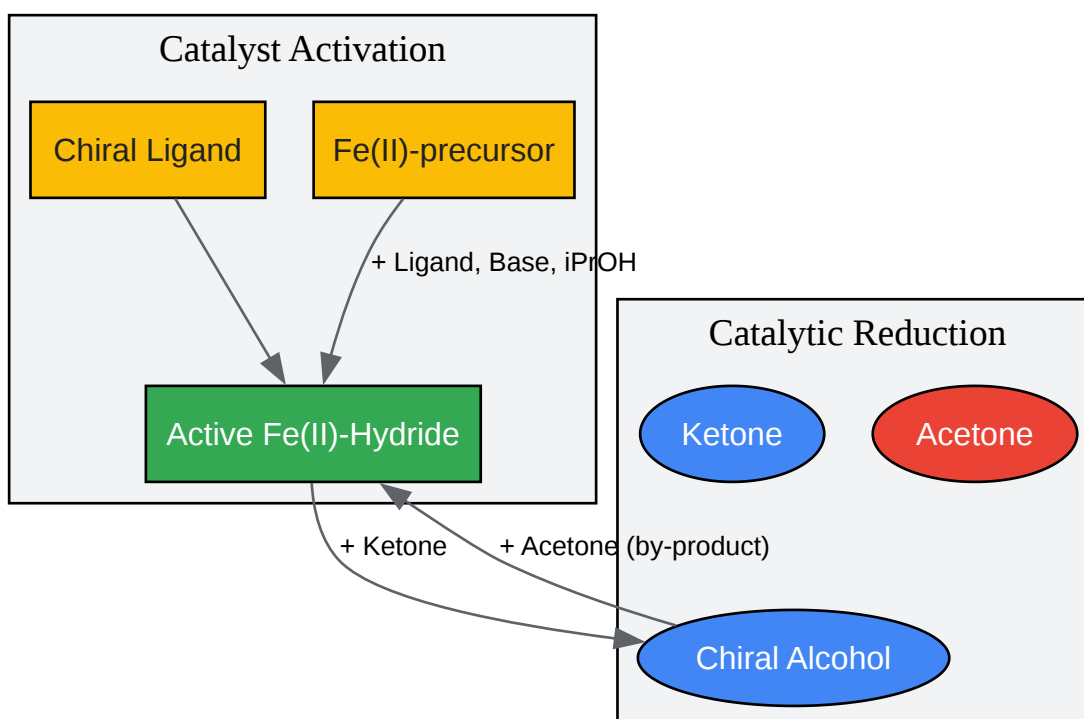 Catalyst Activation
Chiral Ligand
Fe(II)-precursor
+ Ligand, Base, iPrOH
Active Fe(II)-Hydride
Catalytic Reduction
Ketone
Acetone
+ Ketone
+ Acetone (by-product)
Chiral Alcohol